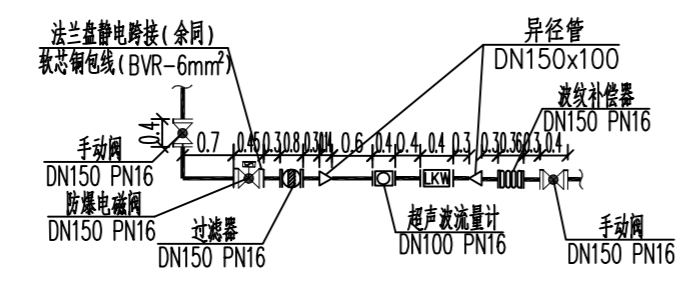 法兰盘静电跨接(余同)
软芯铜包线(BVR-6mm²)
异径管
DN150x100
波纹补偿器
DN150 PN16
0.4
手动阀
DN150 PN16
0.7 0.45 0.3 0.8 0.3 0.6 0.4 0.4 0.4 0.3 0.3 0.36 0.3 0.4
LKW
防爆电磁阀
DN150 PN16
过滤器
DN150 PN16
超声波流量计
DN100 PN16
手动阀
DN150 PN16